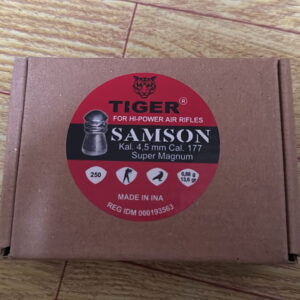 TIGER®
FOR HI-POWER AIR RIFLES
SAMSON
Kal. 4,5 mm Cal. 177
Super Magnum
250
0,88 g
13,6 gr
MADE IN INA
REG IDM 000193563